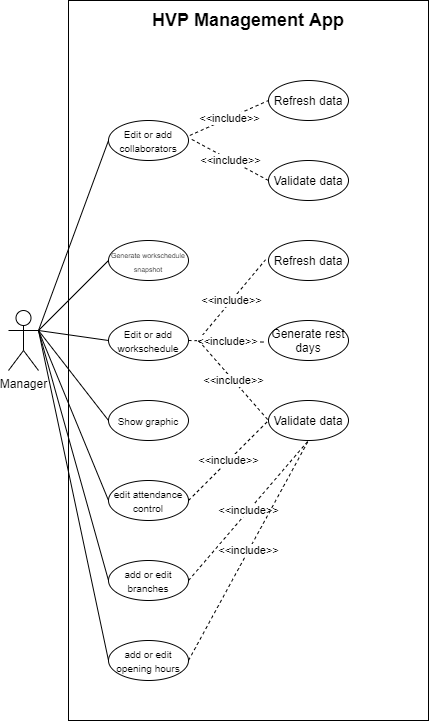 HVP Management App
Refresh data
<<include>>
Edit or add
collaborators
<<include>>
Validate data
Generate workschedule
snapshot
Refresh data
<<include>>
Edit or add
workschedule
<<include>>
Generate rest
days
Manager
<<include>>
Show graphic
Validate data
<<include>>
edit attendance
control
<<include>>
<<include>>
add or edit
branches
add or edit
opening hours